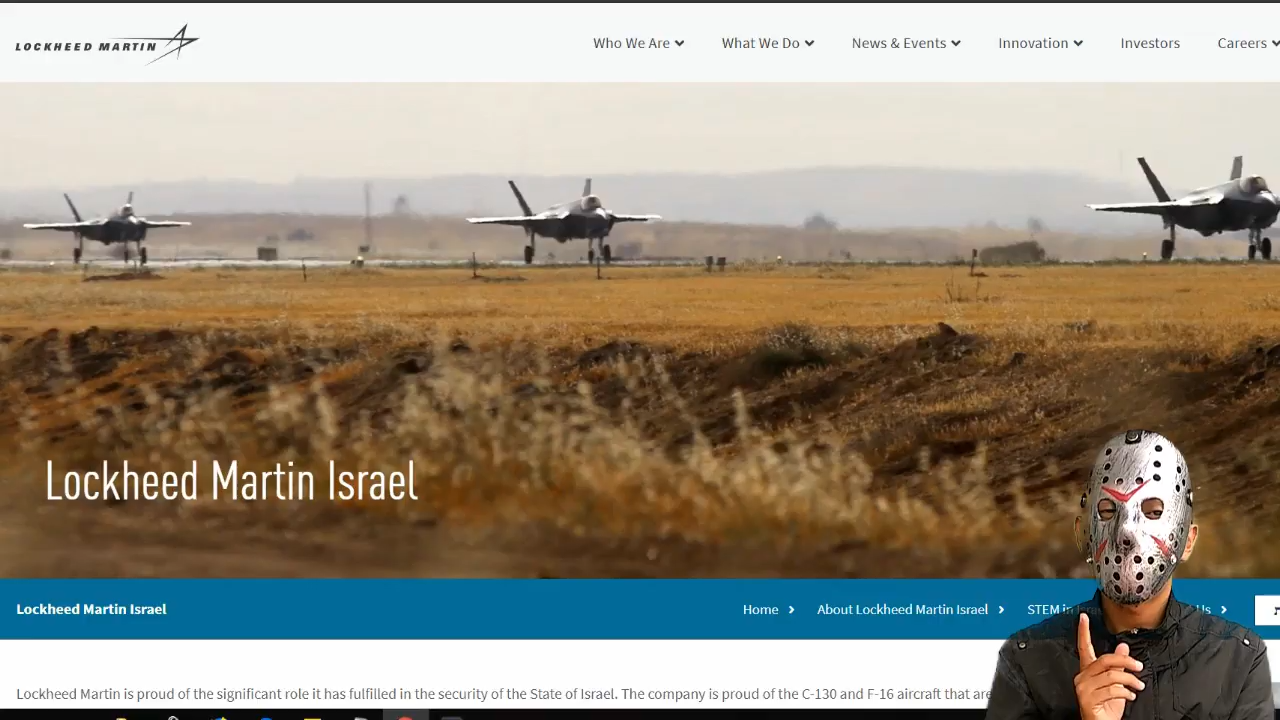 LOCKHEED MARTIN
Who We Are What We Do News & Events Innovation Investors Careers
Lockheed Martin Israel
Lockheed Martin Israel Home About Lockheed Martin Israel STEM in Us
Lockheed Martin is proud of the significant role it has fulfilled in the security of the State of Israel. The company is proud of the C-130 and F-16 aircraft that are